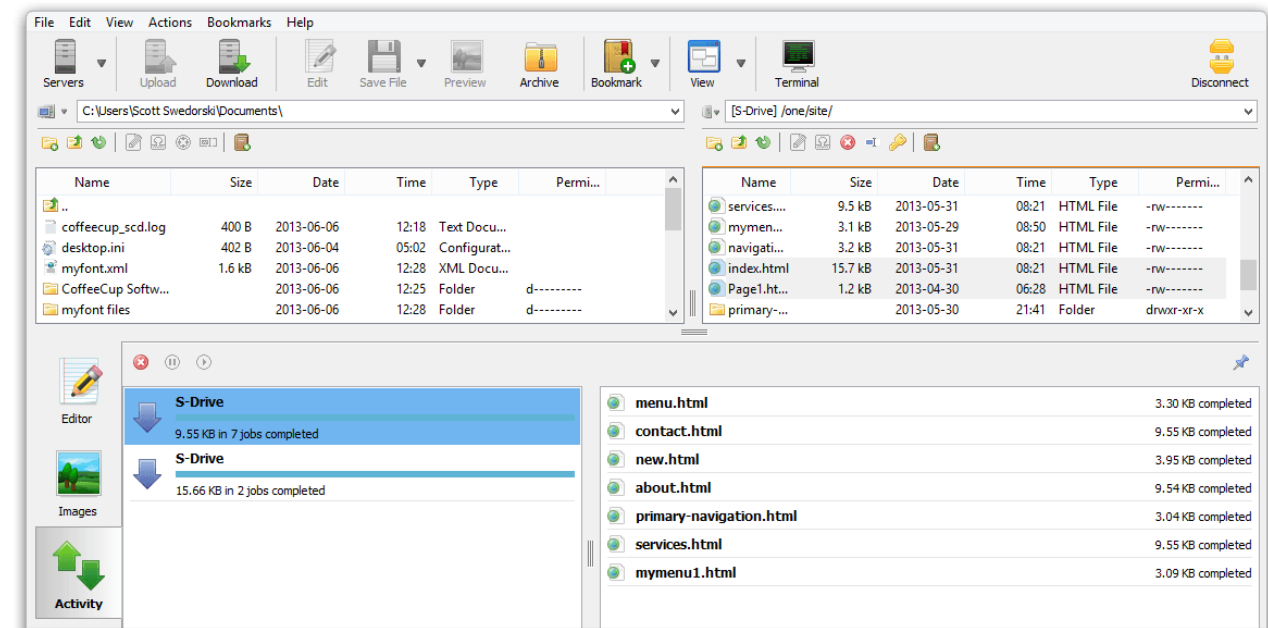 File Edit View Actions Bookmarks Help
Servers Upload Download Edit Save File Preview Archive Bookmark View Terminal Disconnect
C:\Users\Scott Swedorski\Documents\
[S-Drive] /one/site/
Name Size Date Time Type Permi...
..
coffeecup_scd.log 400 B 2013-06-06 12:18 Text Docu...
desktop.ini 402 B 2013-06-04 05:02 Configurat...
myfont.xml 1.6 kB 2013-06-06 12:28 XML Docu...
CoffeeCup Softw... 2013-06-06 12:25 Folder d---------
myfont files 2013-06-06 12:28 Folder d---------
Name Size Date Time Type Permi...
services.... 9.5 kB 2013-05-31 08:21 HTML File -rw-------
mymen... 3.1 kB 2013-05-29 08:50 HTML File -rw-------
navigati... 3.2 kB 2013-05-31 08:21 HTML File -rw-------
index.html 15.7 kB 2013-05-31 08:21 HTML File -rw-------
Page1.ht... 1.2 kB 2013-04-30 06:28 HTML File -rw-------
primary-... 2013-05-30 21:41 Folder drwxr-xr-x
Editor
Images
Activity
S-Drive
9.55 KB in 7 jobs completed
S-Drive
15.66 KB in 2 jobs completed
menu.html 3.30 KB completed
contact.html 9.55 KB completed
new.html 3.95 KB completed
about.html 9.54 KB completed
primary-navigation.html 3.04 KB completed
services.html 9.55 KB completed
mymenu1.html 3.09 KB completed